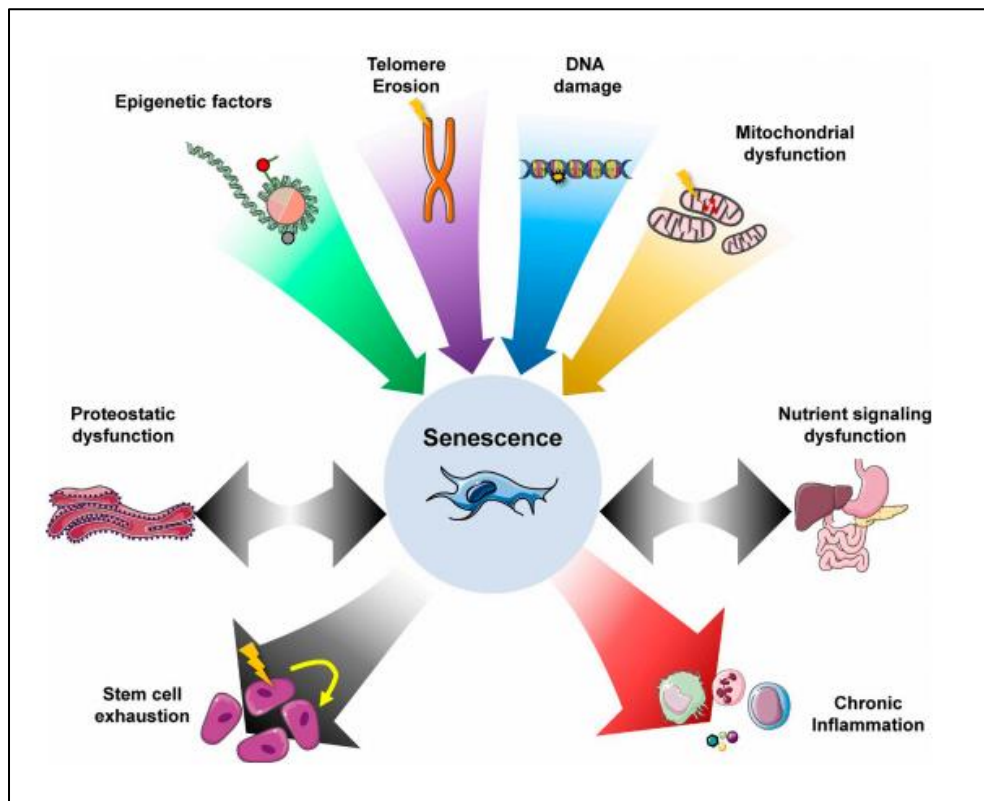 Epigenetic factors
Telomere
Erosion
DNA
damage
Mitochondrial
dysfunction
Proteostatic
dysfunction
Senescence
Nutrient signaling
dysfunction
Stem cell
exhaustion
Chronic
Inflammation